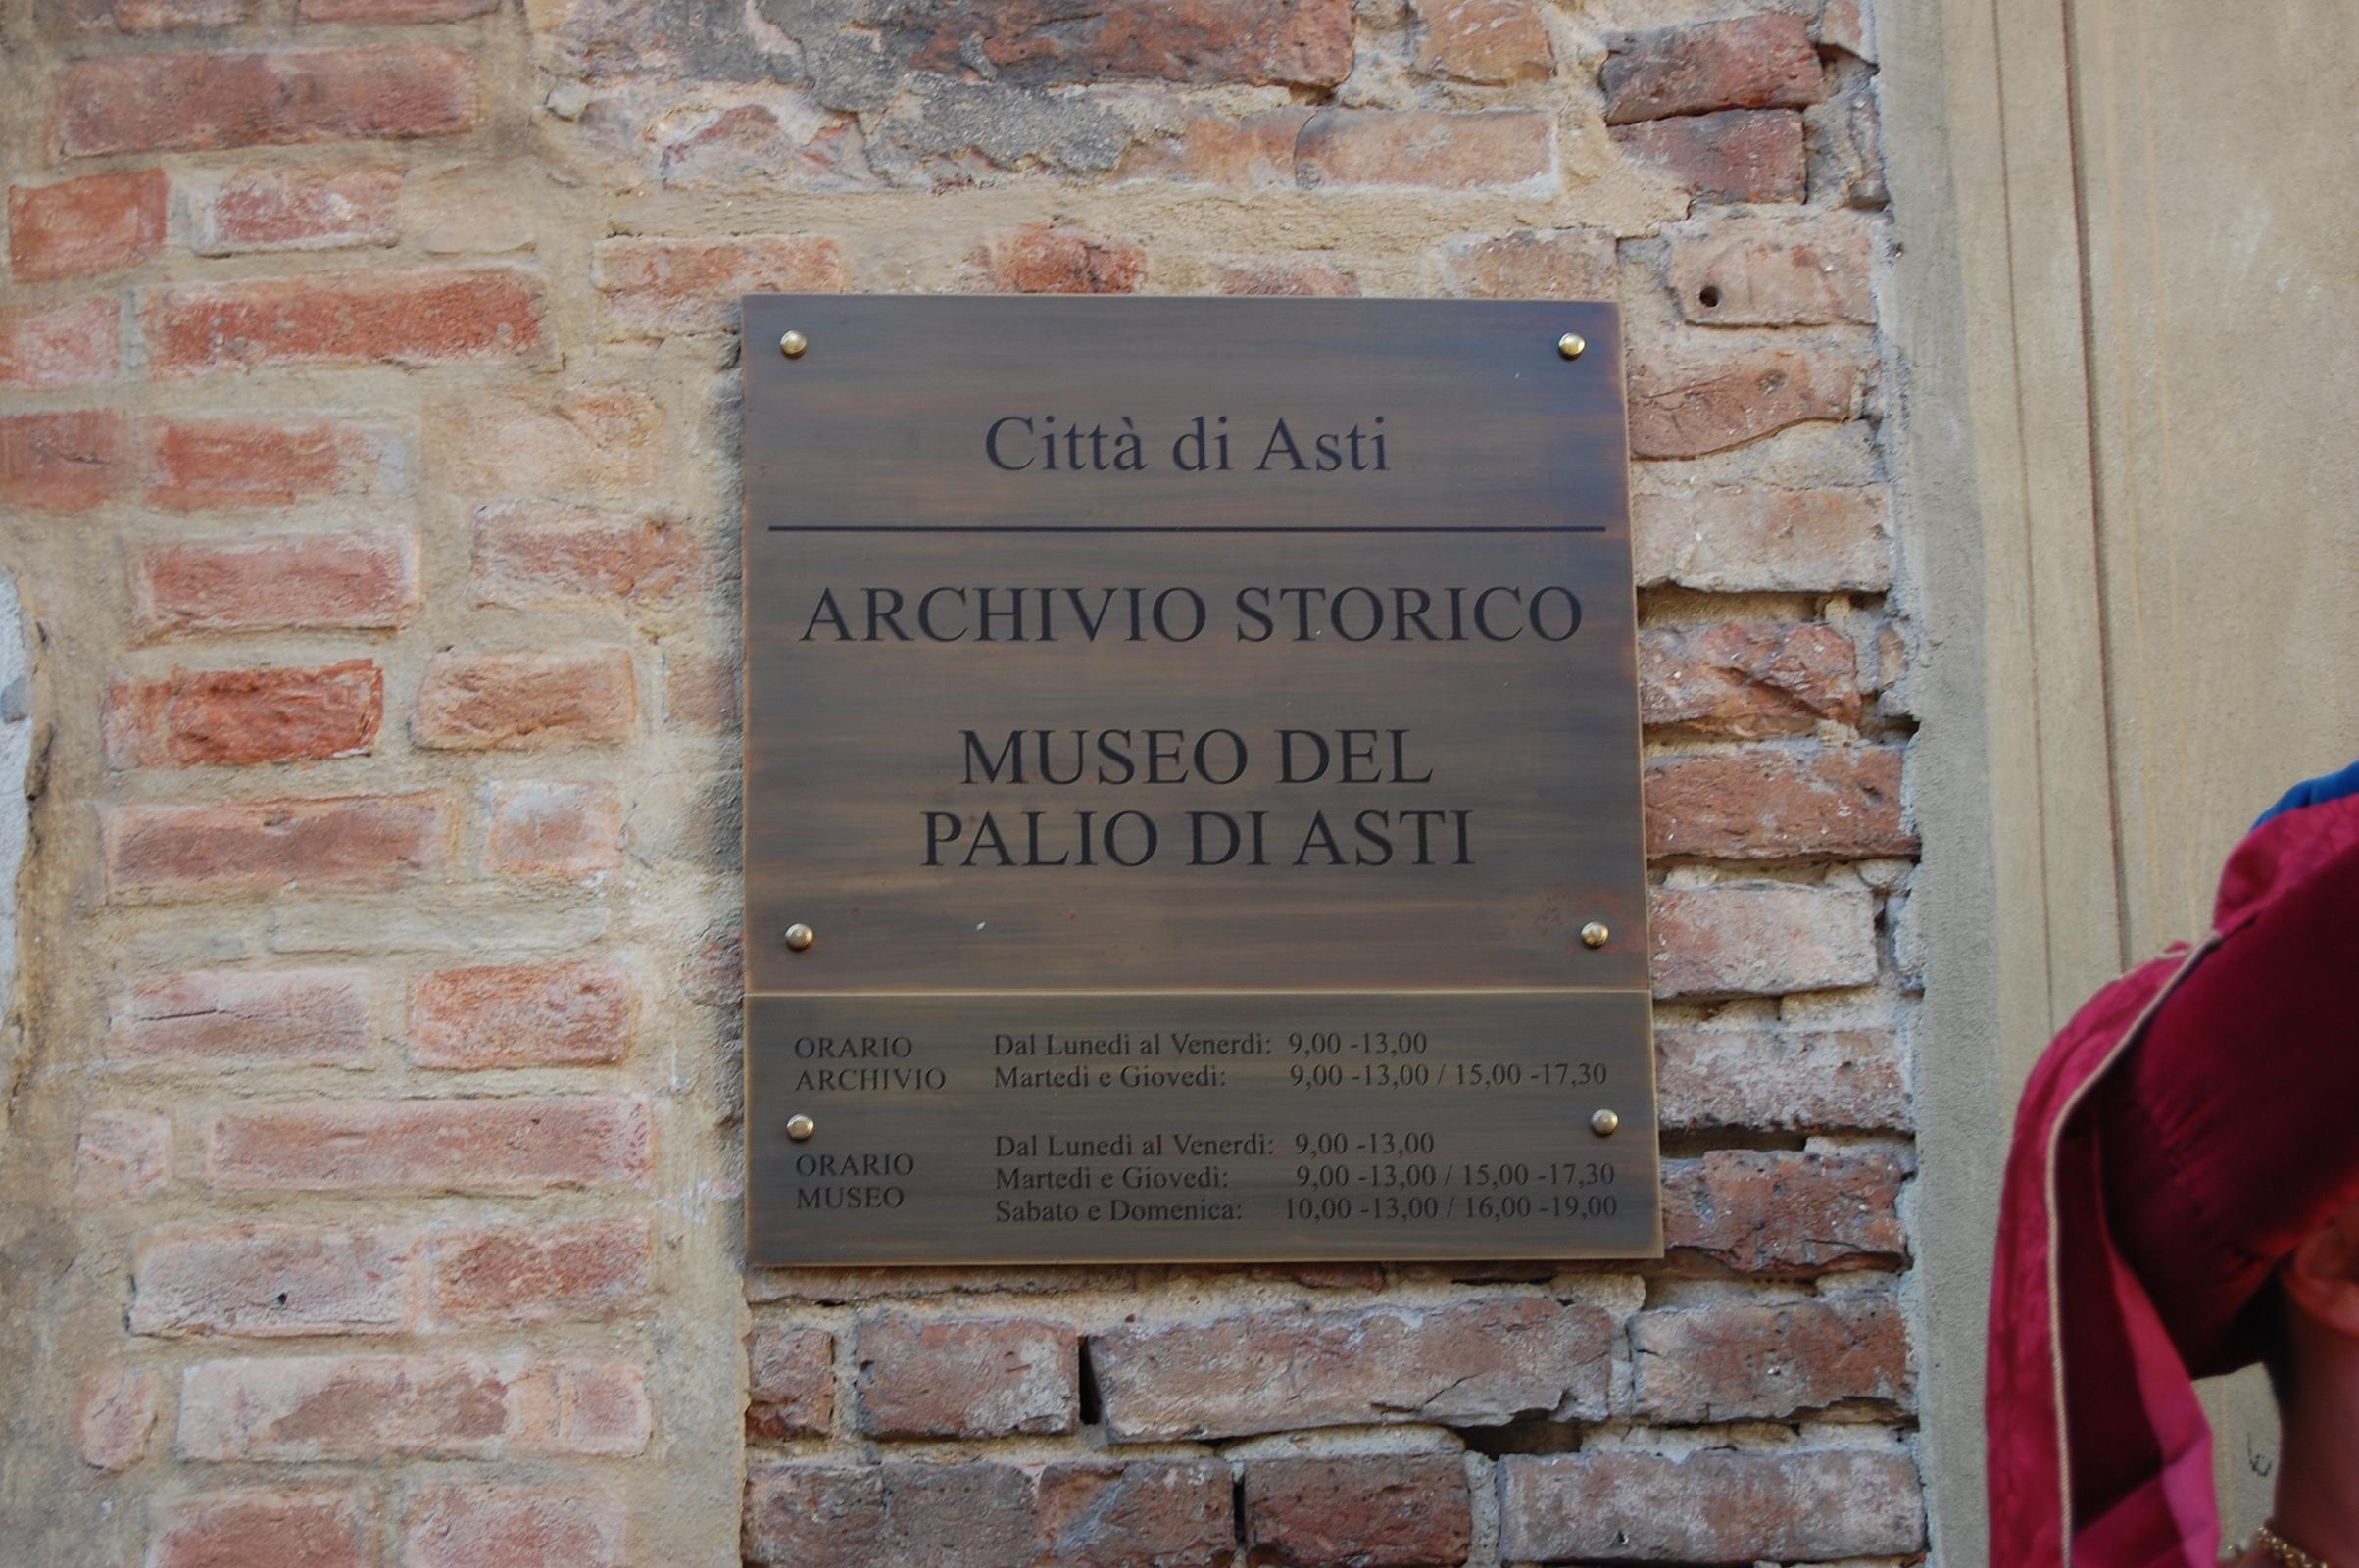 Città di Asti
ARCHIVIO STORICO
MUSEO DEL
PALIO DI ASTI
ORARIO
ARCHIVIO
Dal Lunedì al Venerdì: 9,00 -13,00
Martedì e Giovedì: 9,00 -13,00 / 15,00 -17,30
ORARIO
MUSEO
Dal Lunedì al Venerdì: 9,00 -13,00
Martedì e Giovedì: 9,00 -13,00 / 15,00 -17,30
Sabato e Domenica: 10,00 -13,00 / 16,00 -19,00